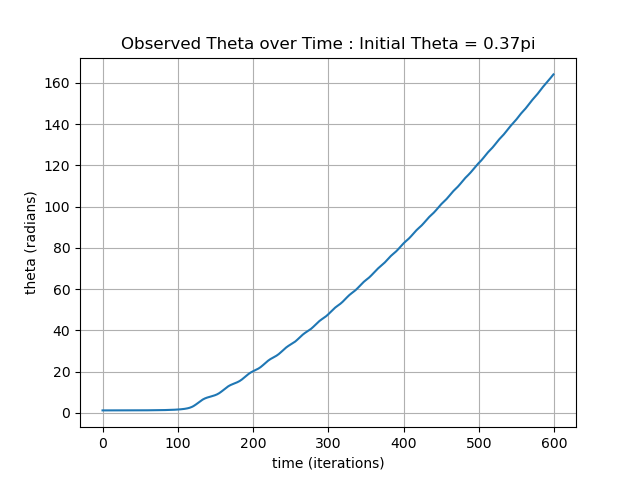 Observed Theta over Time : Initial Theta = 0.37pi
theta (radians)
160
140
120
100
80
60
40
20
0
0 100 200 300 400 500 600
time (iterations)